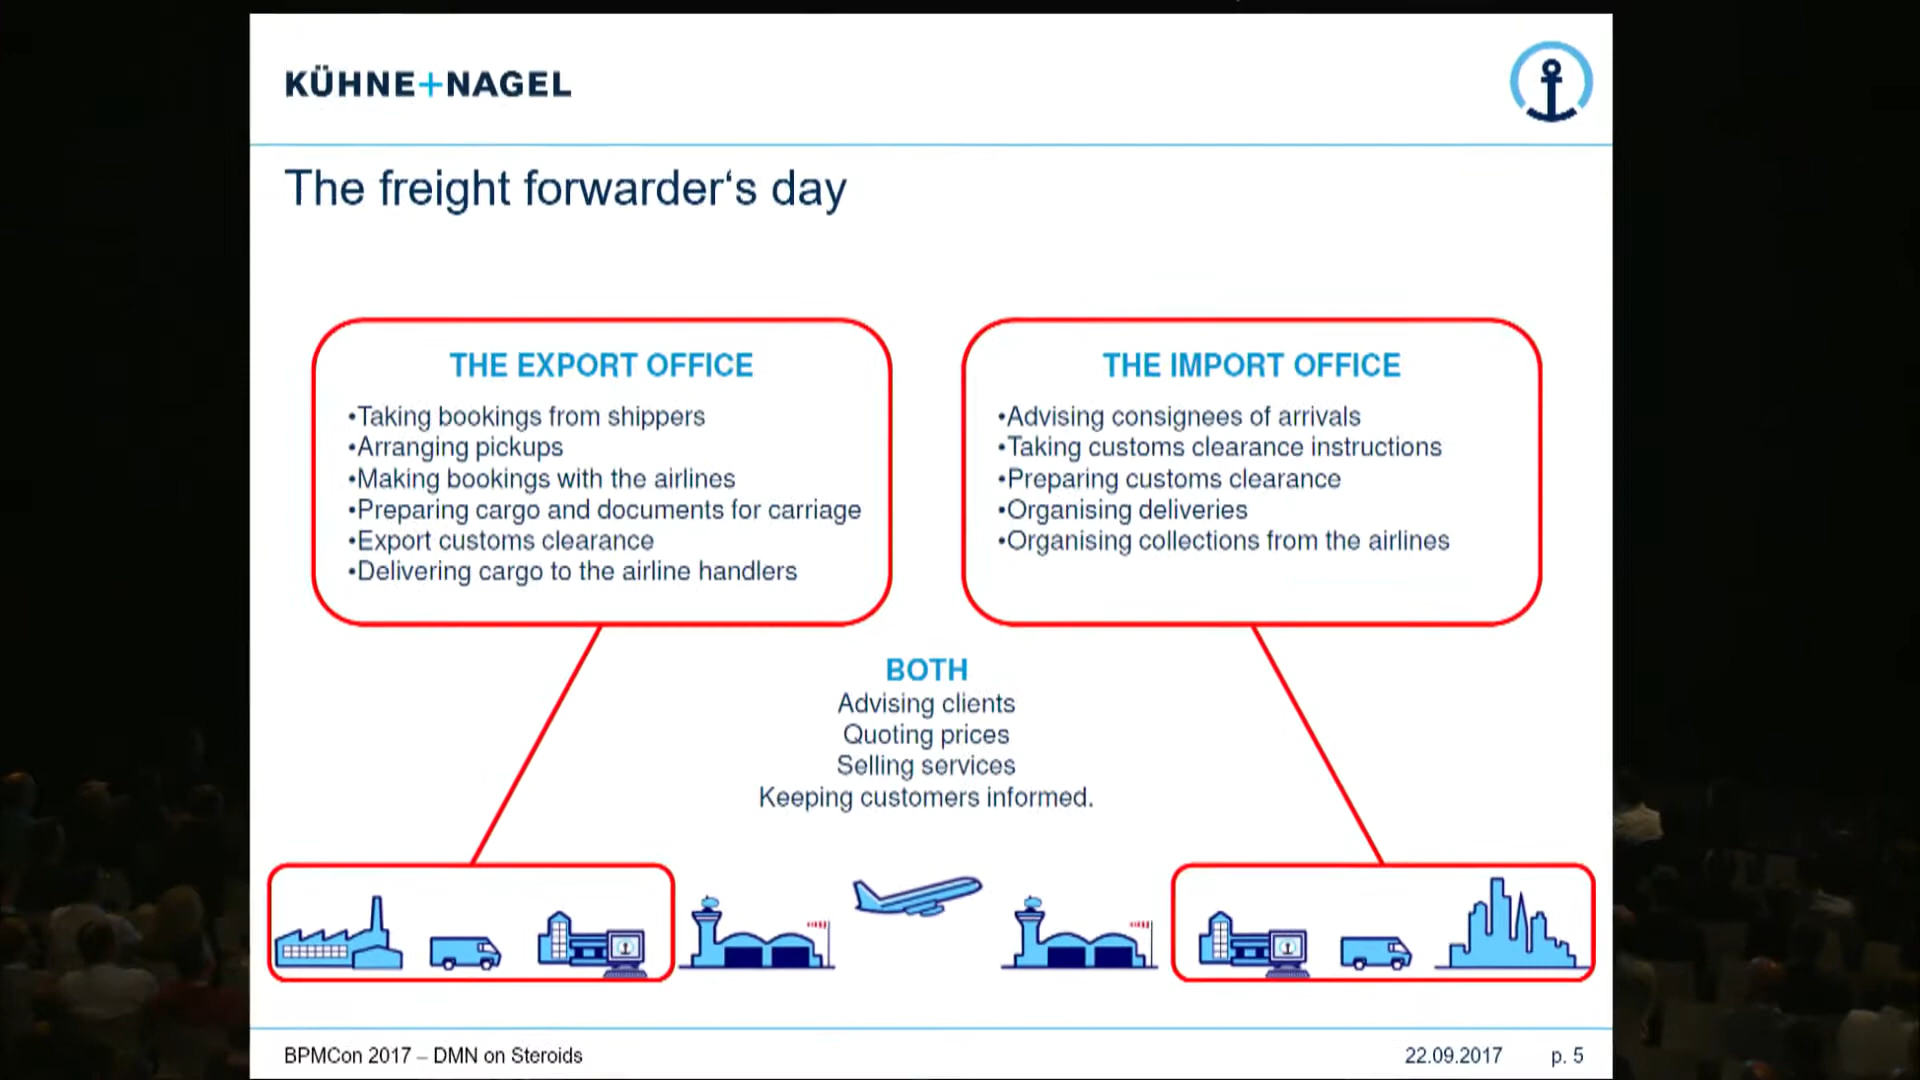 KÜHNE+NAGEL
The freight forwarder‘s day
THE EXPORT OFFICE
•Taking bookings from shippers
•Arranging pickups
•Making bookings with the airlines
•Preparing cargo and documents for carriage
•Export customs clearance
•Delivering cargo to the airline handlers
THE IMPORT OFFICE
•Advising consignees of arrivals
•Taking customs clearance instructions
•Preparing customs clearance
•Organising deliveries
•Organising collections from the airlines
BOTH
Advising clients
Quoting prices
Selling services
Keeping customers informed.
BPMCon 2017 – DMN on Steroids
22.09.2017
p. 5